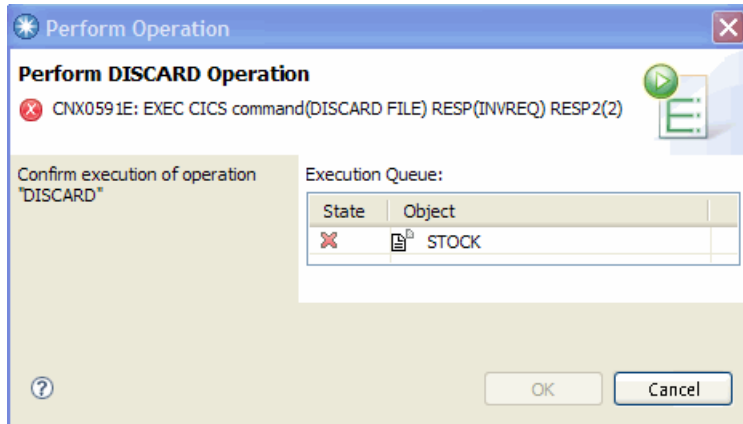 Perform Operation
Perform DISCARD Operation
CNX0591E: EXEC CICS command(DISCARD FILE) RESP(INVREQ) RESP2(2)
Confirm execution of operation
"DISCARD"
Execution Queue:
State Object
STOCK
OK Cancel